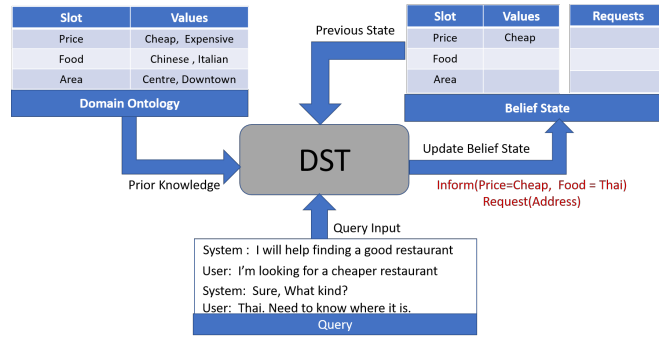 Slot Values
Price Cheap, Expensive
Food Chinese , Italian
Area Centre, Downtown
Domain Ontology
Previous State
Slot Values
Price Cheap
Food
Area
Requests
Belief State
DST
Prior Knowledge
Update Belief State
Inform(Price=Cheap, Food = Thai)
Request(Address)
Query Input
System : I will help finding a good restaurant
User: I'm looking for a cheaper restaurant
System: Sure, What kind?
User: Thai. Need to know where it is.
Query